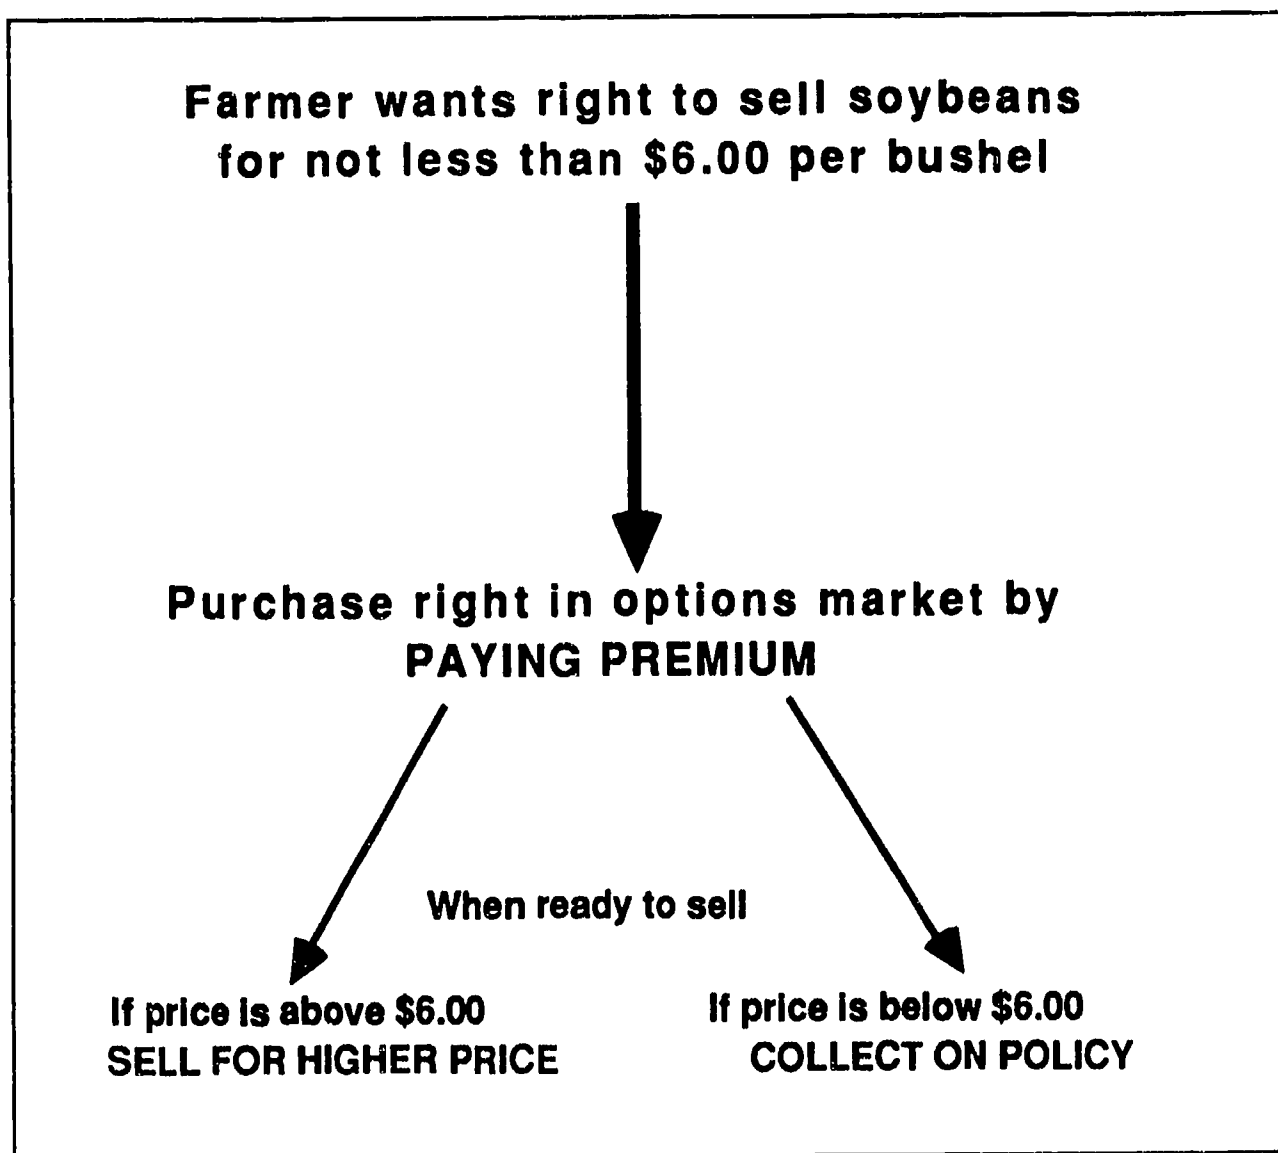 Farmer wants right to sell soybeans
for not less than $6.00 per bushel
Purchase right in options market by
PAYING PREMIUM
When ready to sell
If price is above $6.00
SELL FOR HIGHER PRICE
If price is below $6.00
COLLECT ON POLICY